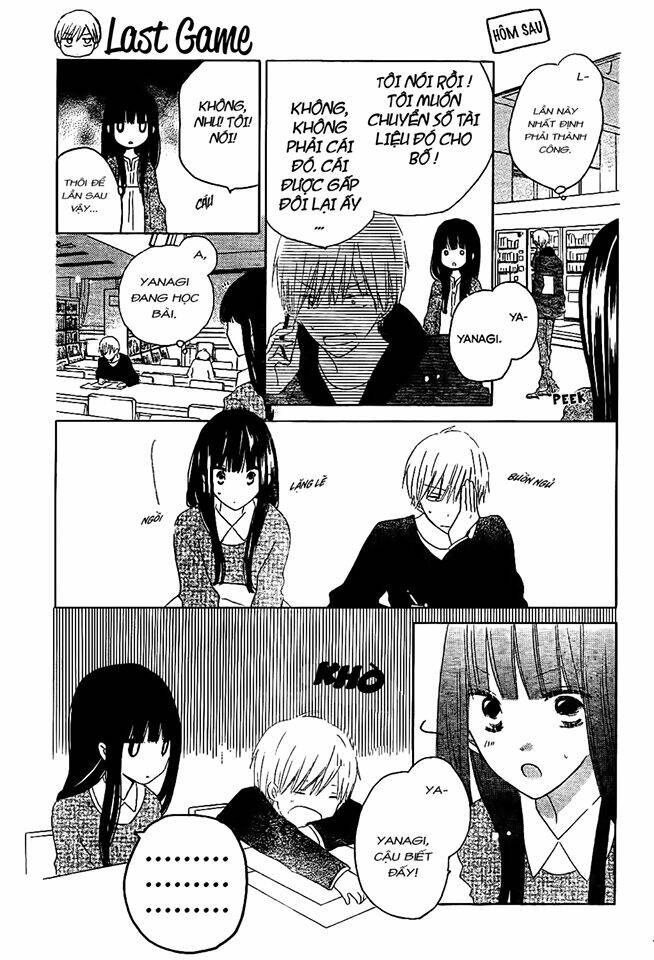 LAST GAME
HÔM SAU
L-
LẦN NÀY
NHẤT ĐỊNH
PHẢI THÀNH
CÔNG.
YA-
YANAGI.
PEEK
TÔI NÓI RỒI!
TÔI MUỐN
CHUYỂN SỐ TÀI
LIỆU ĐÓ CHO
BỐ!
KHÔNG,
KHÔNG
PHẢI CÁI
ĐÓ. CÁI
ĐƯỢC GẤP
ĐÔI LẠI ẤY
...
KHÔNG,
NHƯ! TÔI!
NÓI!
CÁU
THÔI ĐỂ
LẦN SAU
VẬY...
A,
YANAGI
ĐANG HỌC
BÀI.
BUỒN NGỦ
LẶNG LẼ
NGỒI
YA-
YANAGI,
CẬU BIẾT
ĐẤY!
KHÒ
.........
.........
.........